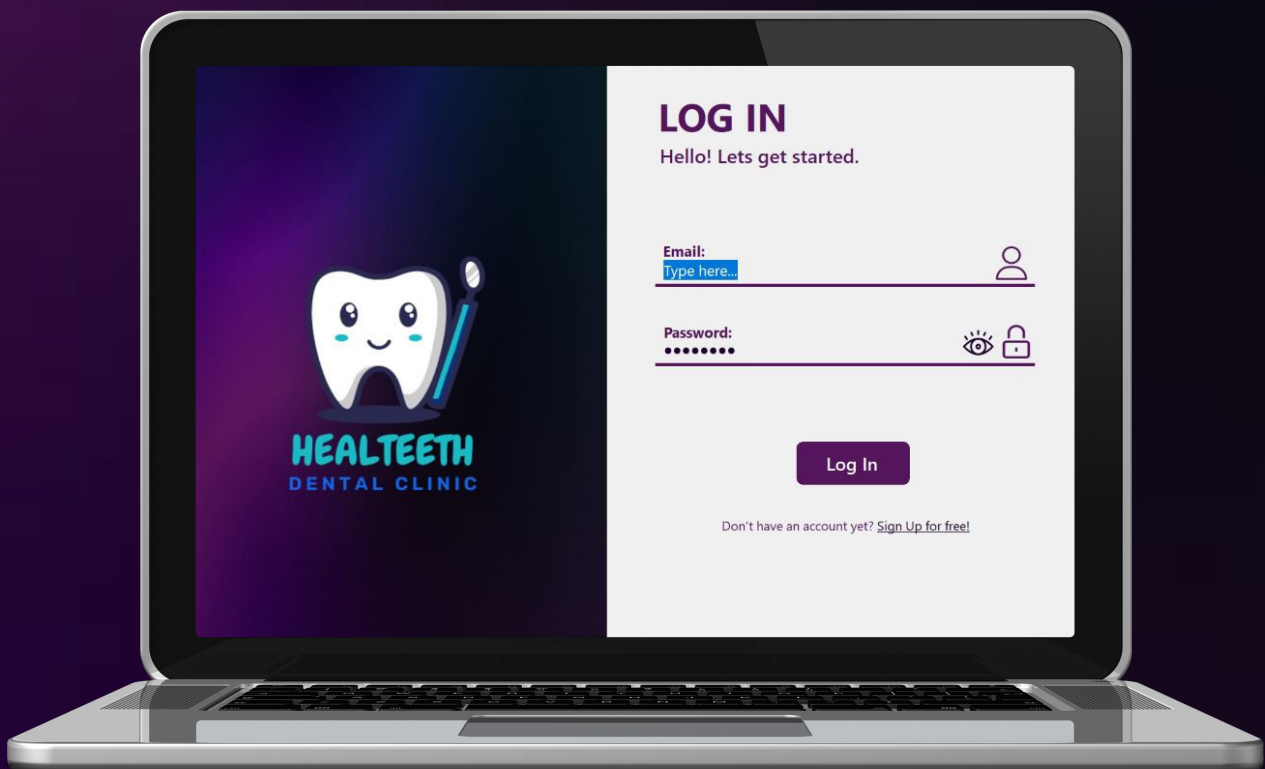 LOG IN
Hello! Lets get started.
Email:
Type here...
Password:
••••••••
HEALTEETH
DENTAL CLINIC
Log In
Don't have an account yet? Sign Up for free!